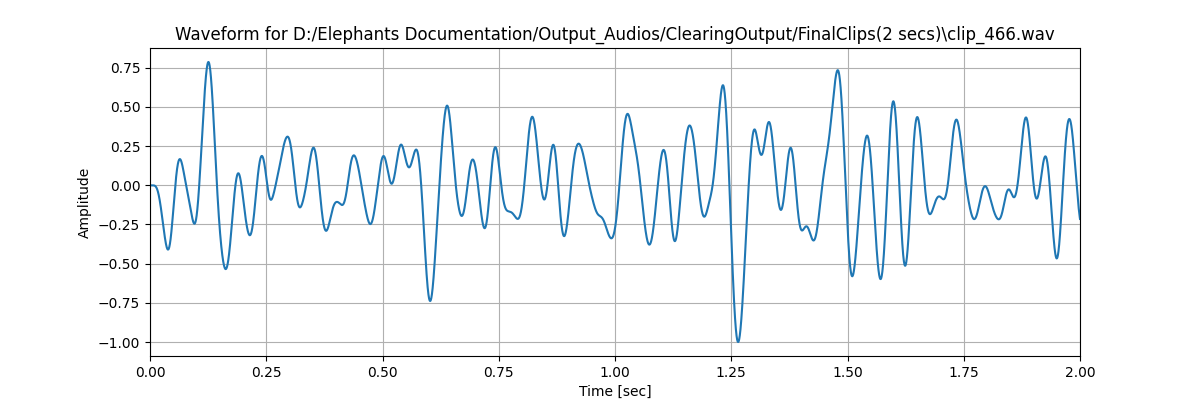 Waveform for D:/Elephants Documentation/Output_Audios/ClearingOutput/FinalClips(2 secs)\clip_466.wav
Amplitude
0.75
0.50
0.25
0.00
−0.25
−0.50
−0.75
−1.00
0.00 0.25 0.50 0.75 1.00 1.25 1.50 1.75 2.00
Time [sec]